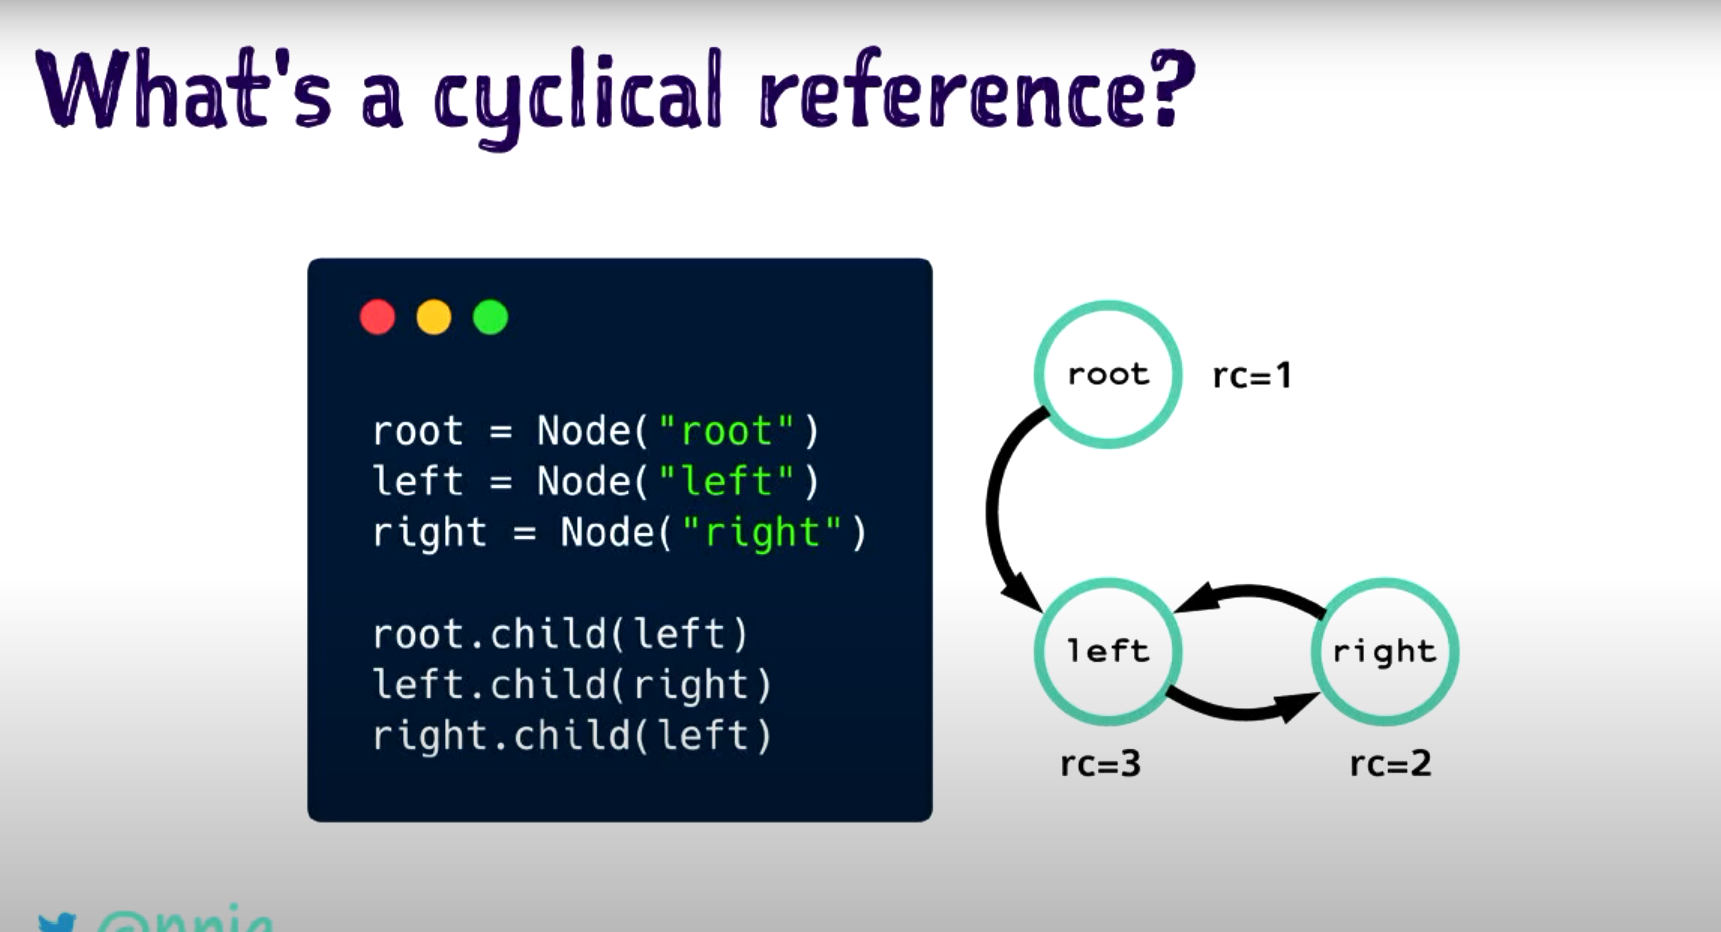 What's a cyclical reference?
root = Node("root")
left = Node("left")
right = Node("right")
root.child(left)
left.child(right)
right.child(left)
root
rc=1
left
right
rc=3
rc=2